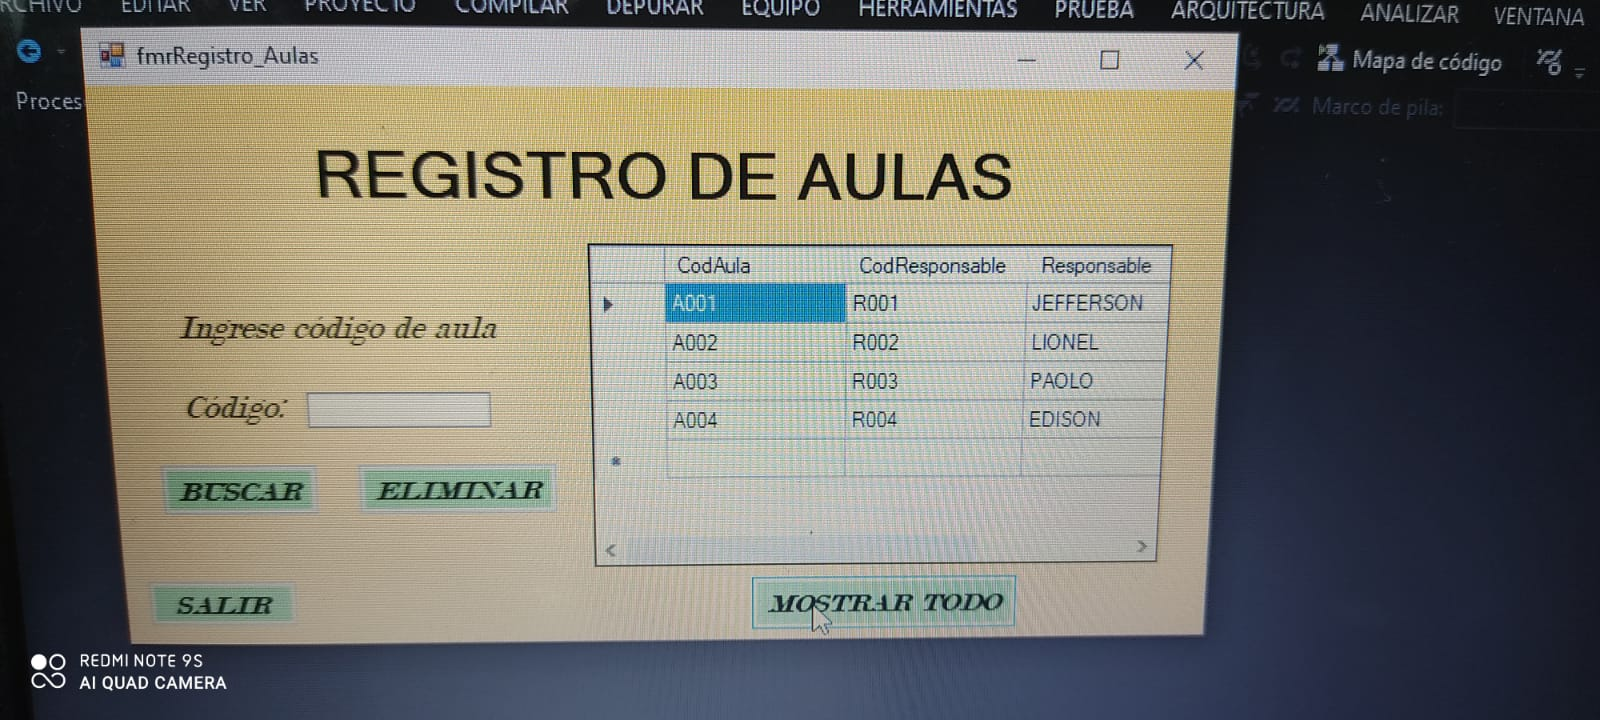 ARCHIVO EDITAR VER PROYECTO COMPILAR DEPURAR EQUIPO HERRAMIENTAS PRUEBA ARQUITECTURA ANALIZAR VENTANA
fmrRegistro_Aulas
Mapa de código
Proces
Marco de pila:
REGISTRO DE AULAS
CodAula CodResponsable Responsable
A001 R001 JEFFERSON
A002 R002 LIONEL
A003 R003 PAOLO
A004 R004 EDISON
Ingrese código de aula
Código:
BUSCAR ELIMINAR
SALIR
MOSTRAR TODO
REDMI NOTE 9S
AI QUAD CAMERA